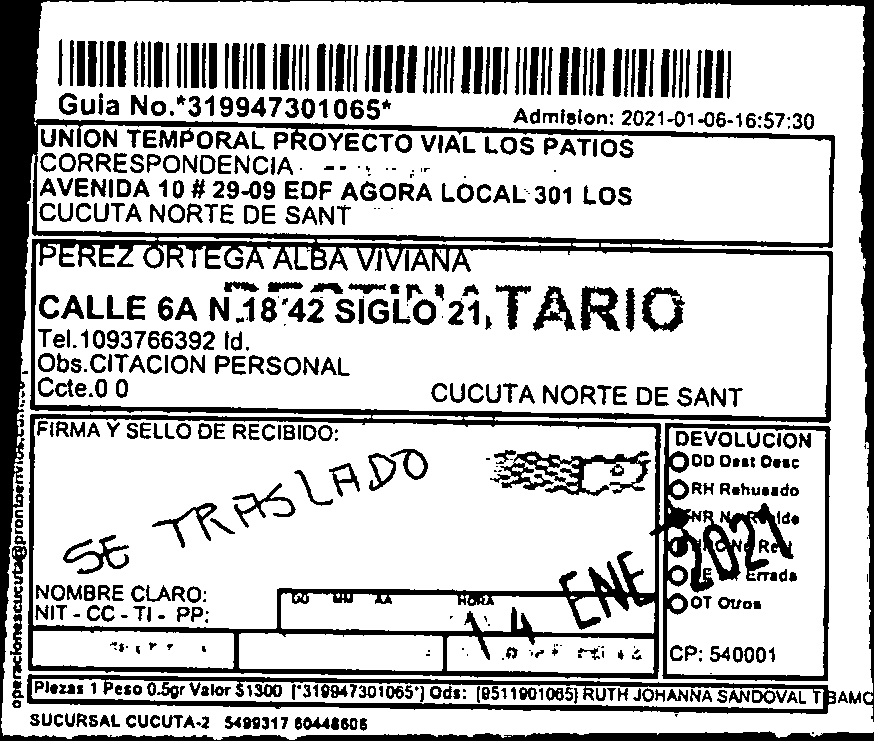 Guia No.*319947301065*
Admision: 2021-01-06-16:57:30
UNION TEMPORAL PROYECTO VIAL LOS PATIOS
CORRESPONDENCIA
AVENIDA 10 # 29-09 EDF AGORA LOCAL 301 LOS
CUCUTA NORTE DE SANT
PEREZ ORTEGA ALBA VIVIANA
DESTINATARIO
CALLE 6A N.18 42 SIGLO 21,
Tel.1093766392 Id.
Obs.CITACION PERSONAL
Ccte.0 0
CUCUTA NORTE DE SANT
FIRMA Y SELLO DE RECIBIDO:
SE TRASLADO
NOMBRE CLARO:
NIT - CC - TI - PP:
DD MM AA HORA
14 ENE 2021
DEVOLUCION
DD Dest Desc
RH Rehusado
NR No Reside
Errada
OT Otros
CP: 540001
Piezas 1 Peso 0.5gr Valor $1300 [*319947301065*] Ods: [9511901065] RUTH JOHANNA SANDOVAL T BAMO
SUCURSAL CUCUTA-2 5499317 60448606